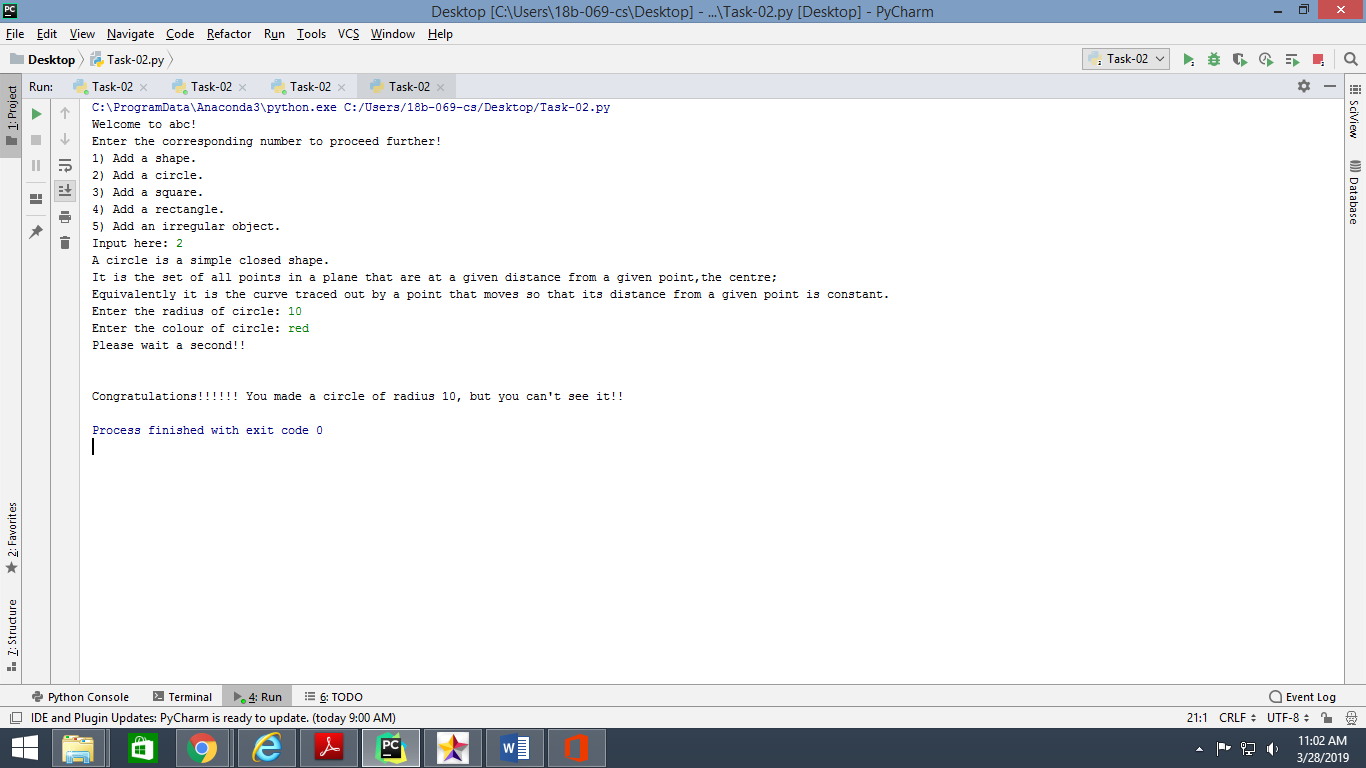 PC
Desktop [C:\Users\18b-069-cs\Desktop] - ...\Task-02.py [Desktop] - PyCharm
File Edit View Navigate Code Refactor Run Tools VCS Window Help
Desktop Task-02.py Task-02
Run: Task-02 Task-02 Task-02 Task-02
1: Project
SciView
Database
C:\ProgramData\Anaconda3\python.exe C:/Users/18b-069-cs/Desktop/Task-02.py
Welcome to abc!
Enter the corresponding number to proceed further!
1) Add a shape.
2) Add a circle.
3) Add a square.
4) Add a rectangle.
5) Add an irregular object.
Input here: 2
A circle is a simple closed shape.
It is the set of all points in a plane that are at a given distance from a given point,the centre;
Equivalently it is the curve traced out by a point that moves so that its distance from a given point is constant.
Enter the radius of circle: 10
Enter the colour of circle: red
Please wait a second!!
Congratulations!!!!!! You made a circle of radius 10, but you can't see it!!
Process finished with exit code 0
2: Favorites
7: Structure
Python Console Terminal 4: Run 6: TODO Event Log
IDE and Plugin Updates: PyCharm is ready to update. (today 9:00 AM) 21:1 CRLF UTF-8
PC
W
11:02 AM
3/28/2019